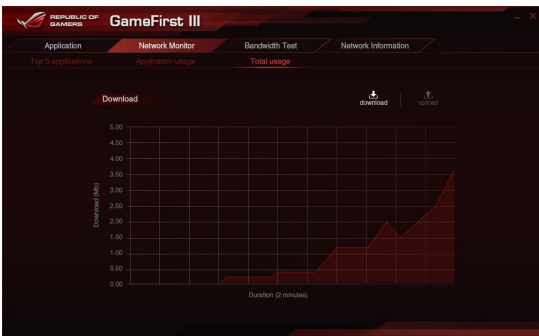 REPUBLIC OF
GAMERS
GameFirst III
Application Network Monitor Bandwidth Test Network Information
Top 5 applications Application usage Total usage
Download
download upload
5.00
4.50
4.00
3.50
3.00
2.50
2.00
1.50
1.00
0.50
0.00
Download (Mb)
Duration (2 minutes)